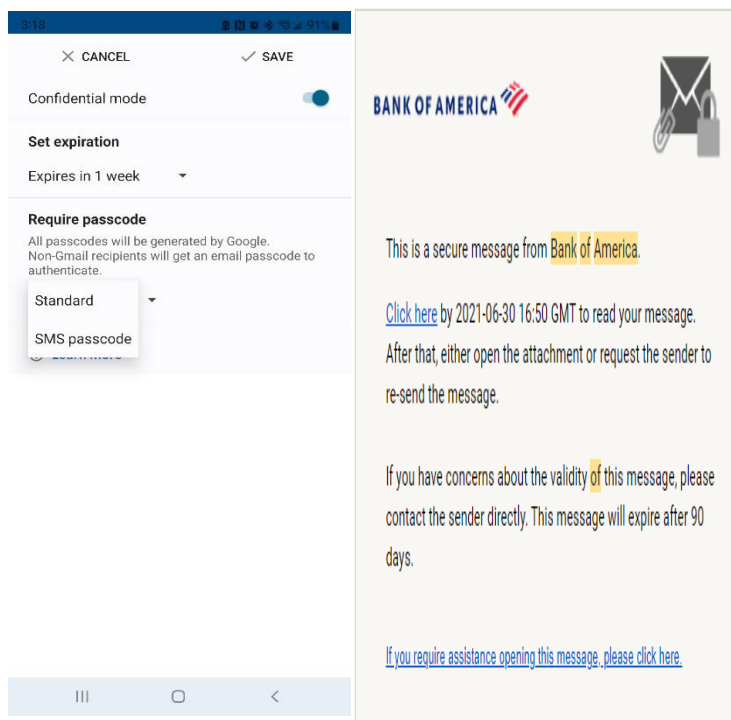 3:18
91%
CANCEL
SAVE
Confidential mode
Set expiration
Expires in 1 week
Require passcode
All passcodes will be generated by Google.
Non-Gmail recipients will get an email passcode to
authenticate.
Standard
SMS passcode
Learn more
BANK OF AMERICA
This is a secure message from Bank of America.
Click here by 2021-06-30 16:50 GMT to read your message.
After that, either open the attachment or request the sender to
re-send the message.
If you have concerns about the validity of this message, please
contact the sender directly. This message will expire after 90
days.
If you require assistance opening this message, please click here.